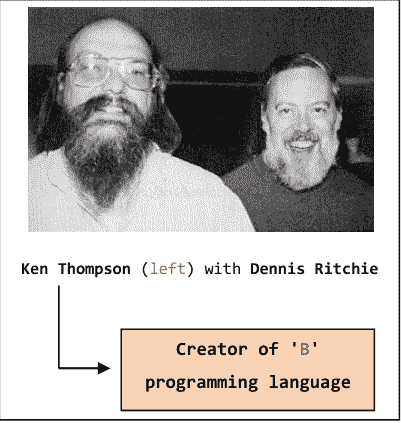 Ken Thompson (left) with Dennis Ritchie
Creator of 'B'
programming language